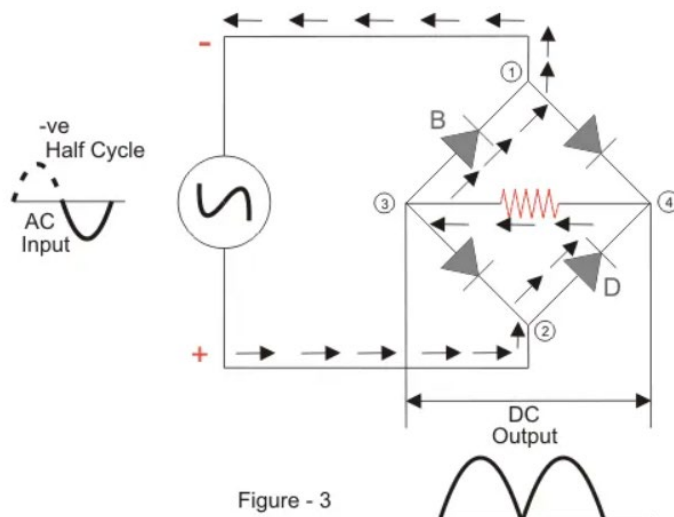 -
①
B
-ve
Half Cycle
③
④
AC
Input
D
②
+
DC
Output
Figure - 3